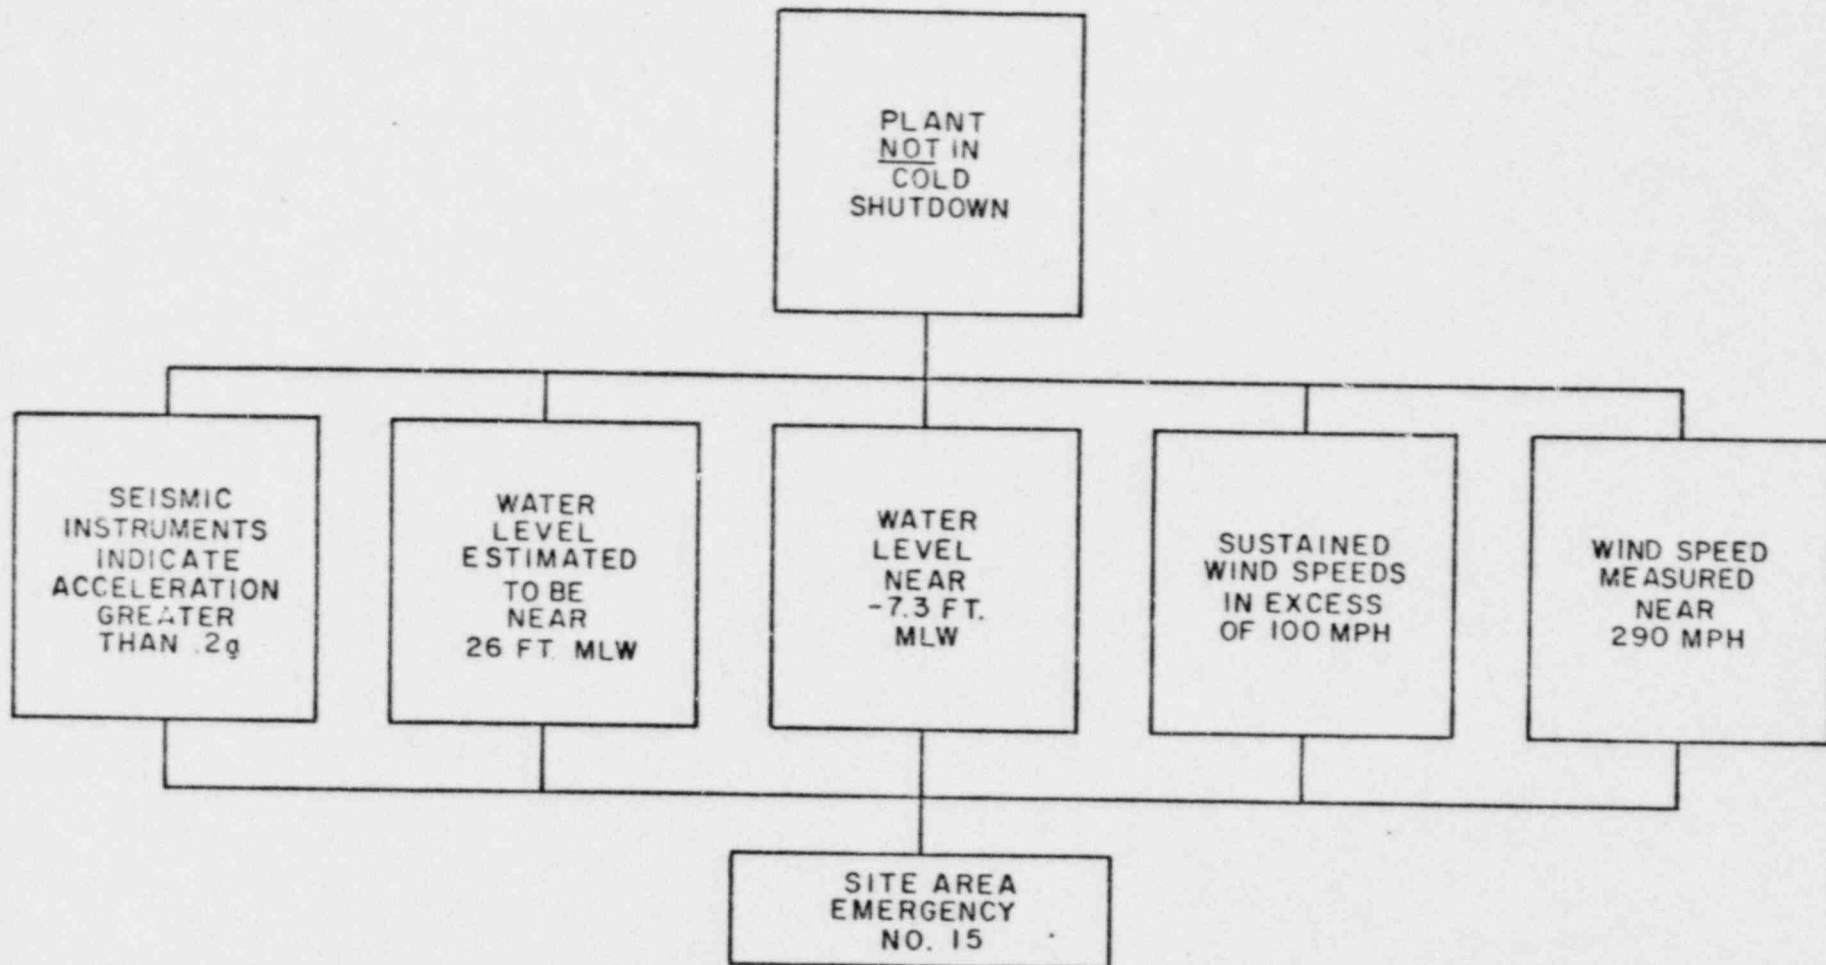 PLANT
NOT IN
COLD
SHUTDOWN
SEISMIC
INSTRUMENTS
INDICATE
ACCELERATION
GREATER
THAN .2g
WATER
LEVEL
ESTIMATED
TO BE
NEAR
26 FT. MLW
WATER
LEVEL
NEAR
-7.3 FT.
MLW
SUSTAINED
WIND SPEEDS
IN EXCESS
OF 100 MPH
WIND SPEED
MEASURED
NEAR
290 MPH
SITE AREA
EMERGENCY
NO. 15